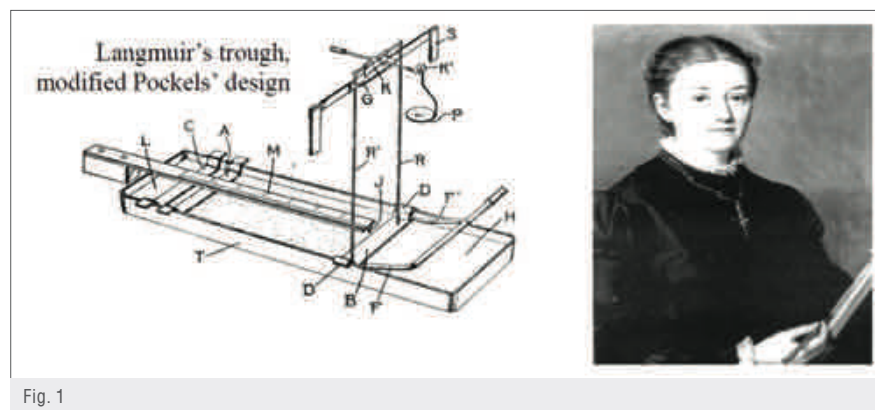 Langmuir's trough,
modified Pockels' design
S
K K'
G
P
C A
L M
R' R
J D
F'
H
T
D B F
Fig. 1